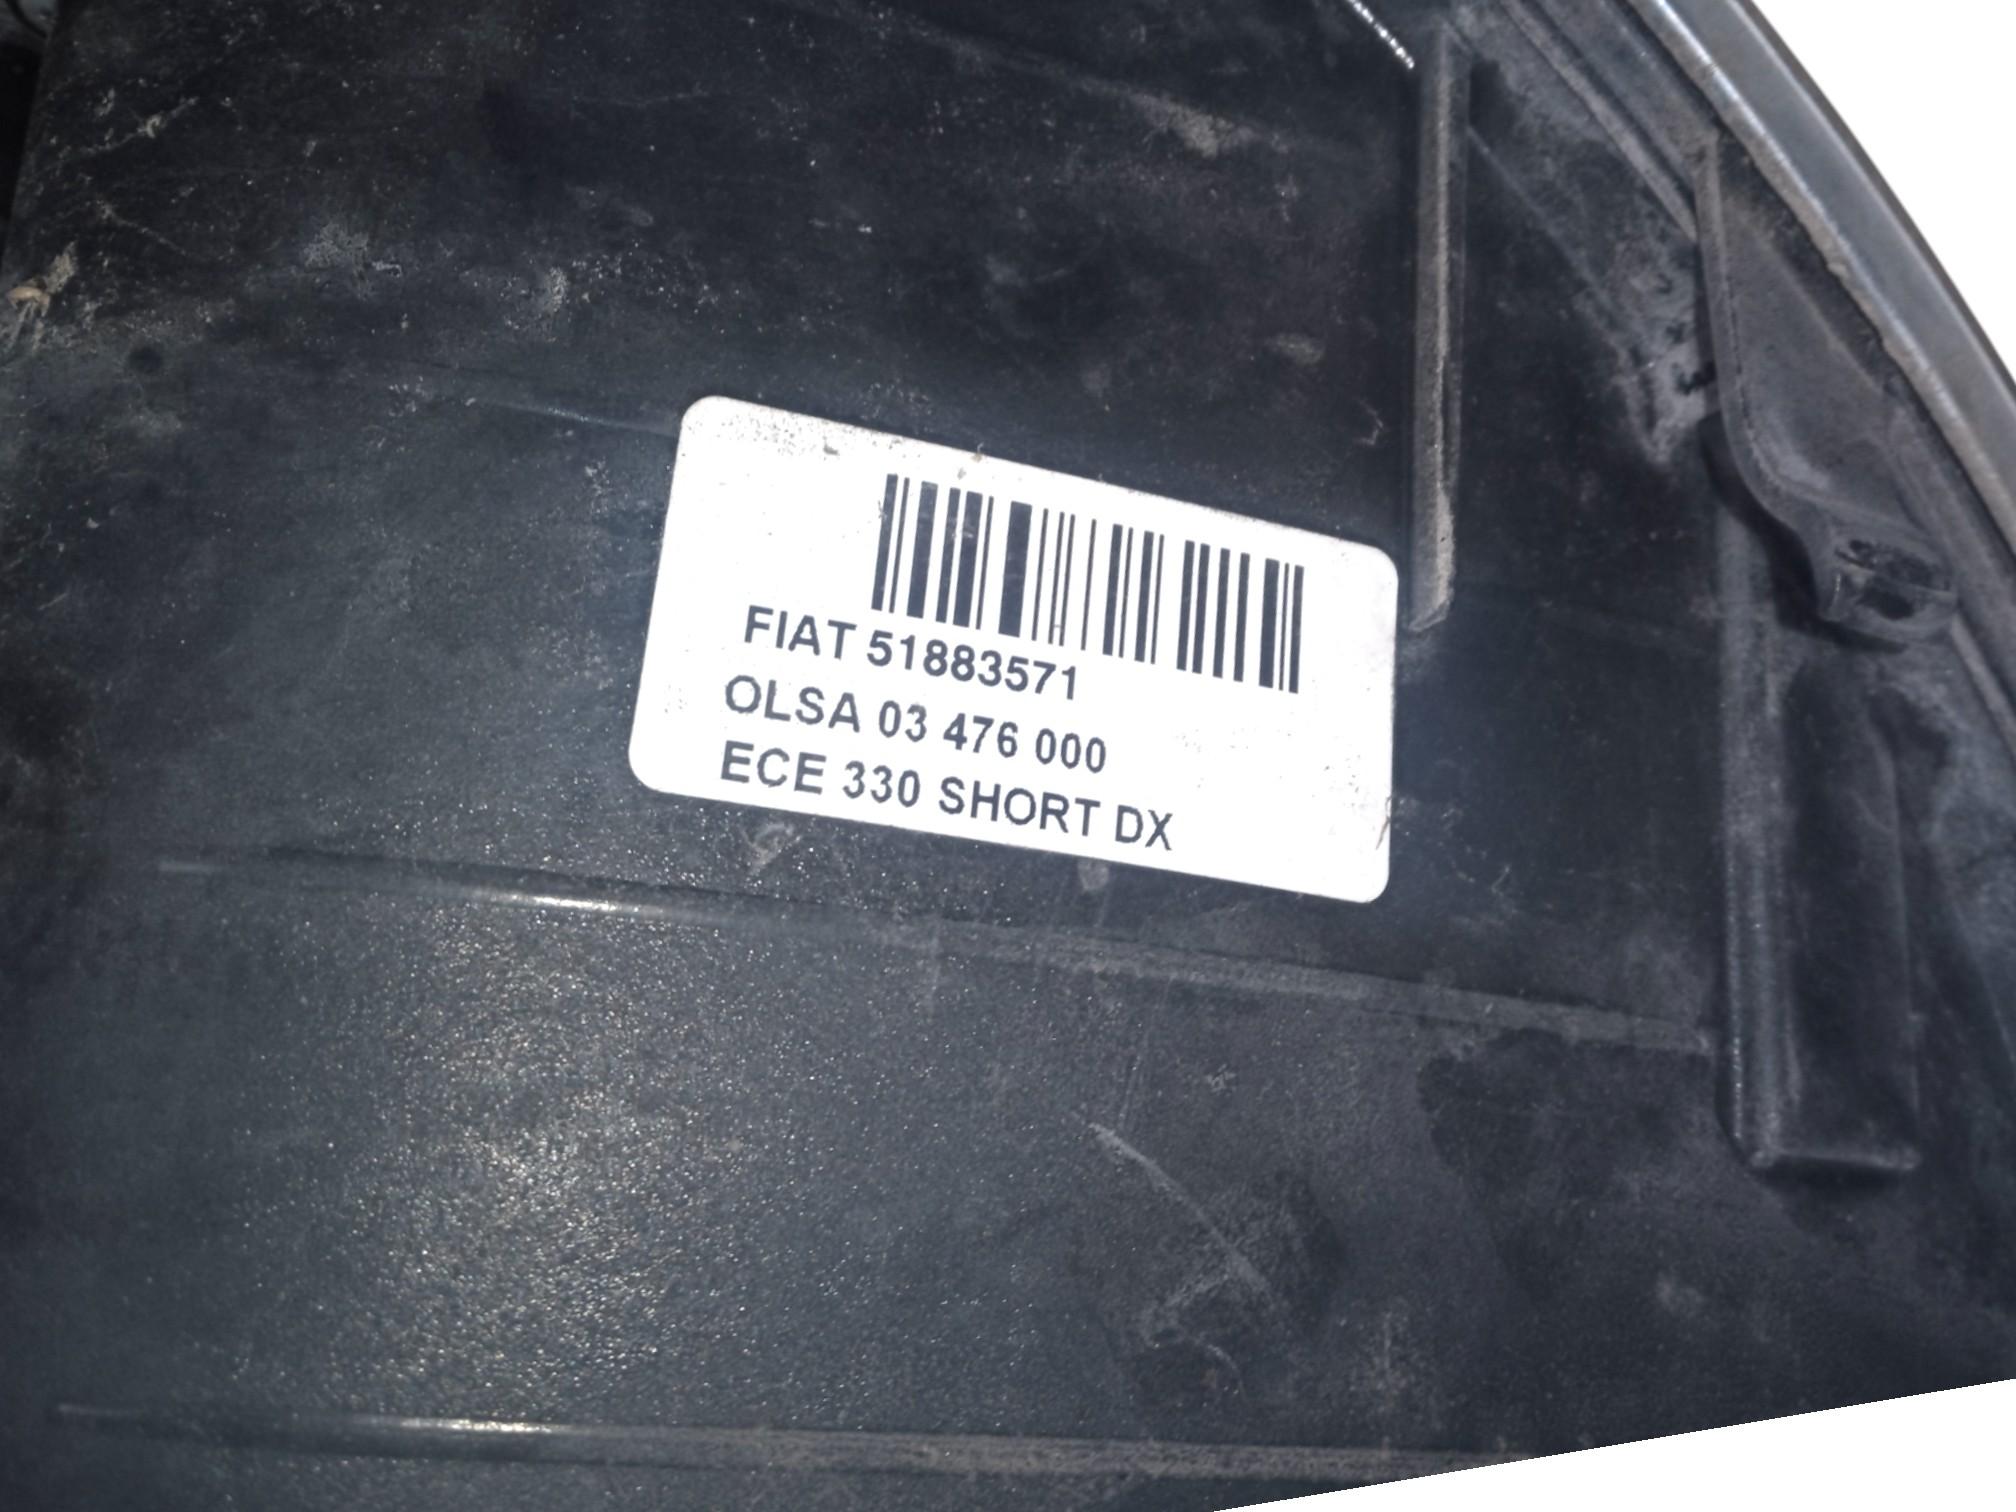 FIAT 51883571
OLSA 03 476 000
ECE 330 SHORT DX